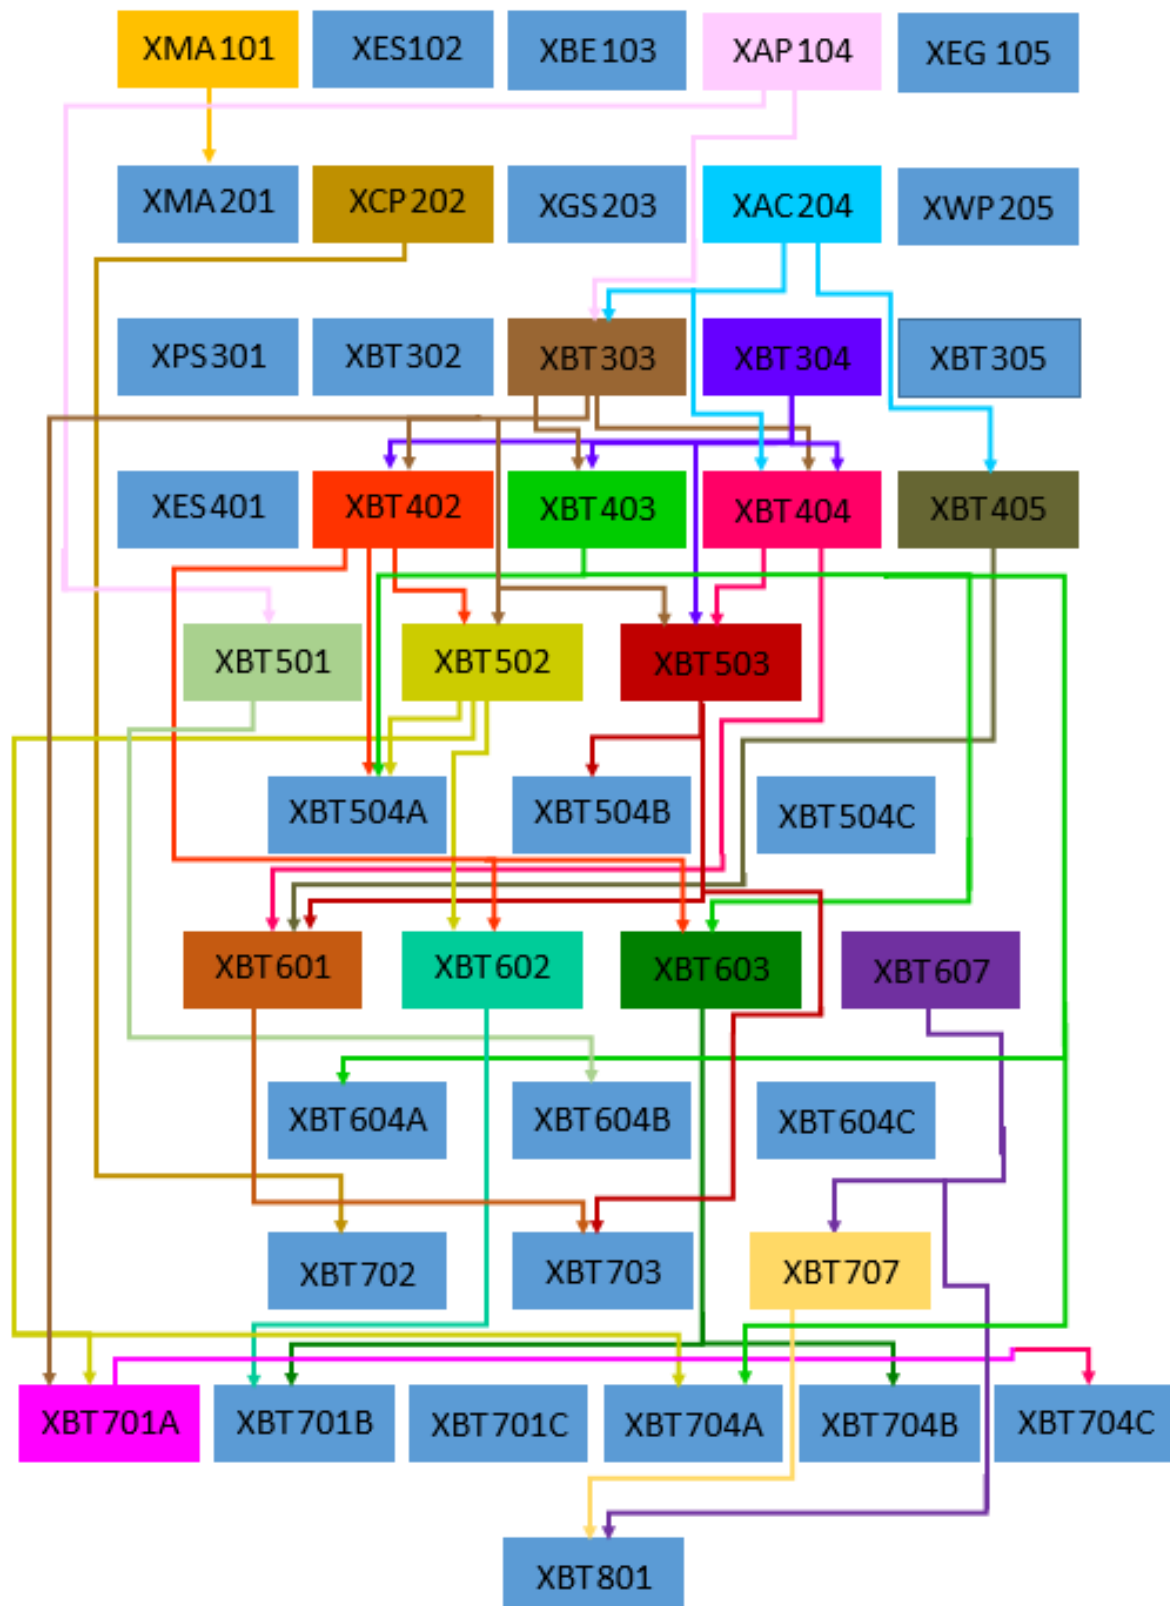 XMA101 XES102 XBE103 XAP104 XEG 105
XMA201 XCP202 XGS203 XAC204 XWP205
XPS301 XBT302 XBT303 XBT304 XBT305
XES401 XBT402 XBT403 XBT404 XBT405
XBT501 XBT502 XBT503
XBT504A XBT504B XBT504C
XBT601 XBT602 XBT603 XBT607
XBT604A XBT604B XBT604C
XBT702 XBT703 XBT707
XBT701A XBT701B XBT701C XBT704A XBT704B XBT704C
XBT801